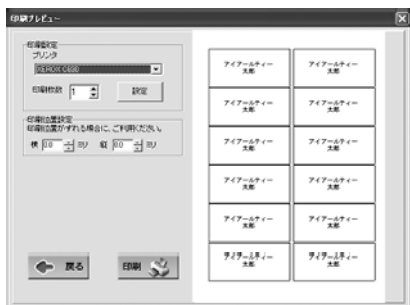 印刷プレビュー
印刷設定
プリンタ
XEROX C830
印刷枚数 1 設定
印刷位置設定
印刷位置がずれる場合に、ご利用ください。
横 0.0 ミリ 縦 0.0 ミリ
戻る 印刷
アイアールティー アイアールティー
太郎 太郎
アイアールティー アイアールティー
太郎 太郎
アイアールティー アイアールティー
太郎 太郎
アイアールティー アイアールティー
太郎 太郎
アイアールティー アイアールティー
太郎 太郎
アイアールティー アイアールティー
太郎 太郎